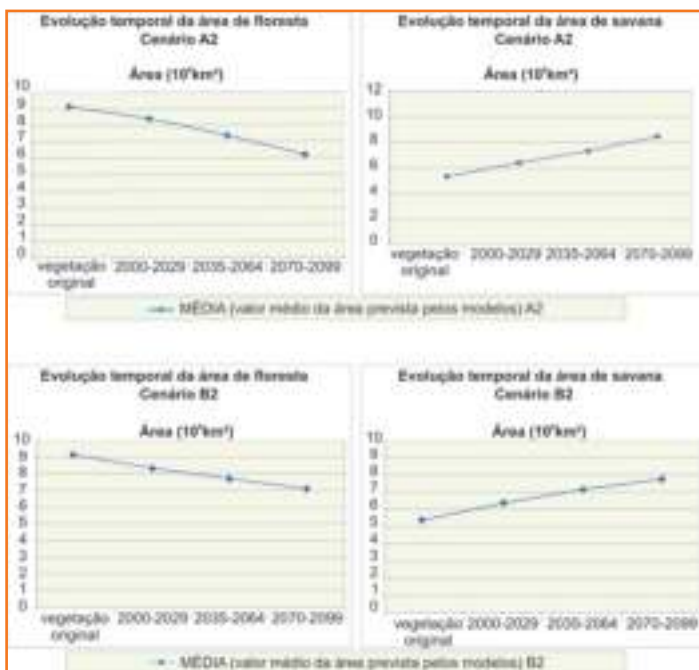 Evolução temporal da área de floresta
Cenário A2
Área (10⁶km²)
10
9
8
7
6
5
4
3
2
1
0
vegetação original
2000-2029
2035-2064
2070-2099
Evolução temporal da área de savana
Cenário A2
Área (10⁶km²)
12
10
8
6
4
2
0
vegetação original
2000-2029
2035-2064
2070-2099
MÉDIA (valor médio da área prevista pelos modelos) A2
Evolução temporal da área de floresta
Cenário B2
Área (10⁶km²)
10
9
8
7
6
5
4
3
2
1
0
vegetação original
2000-2029
2035-2064
2070-2099
Evolução temporal da área de savana
Cenário B2
Área (10⁶km²)
10
9
8
7
6
5
4
3
2
1
0
vegetação original
2000-2029
2035-2064
2070-2099
MÉDIA (valor médio da área prevista pelos modelos) B2